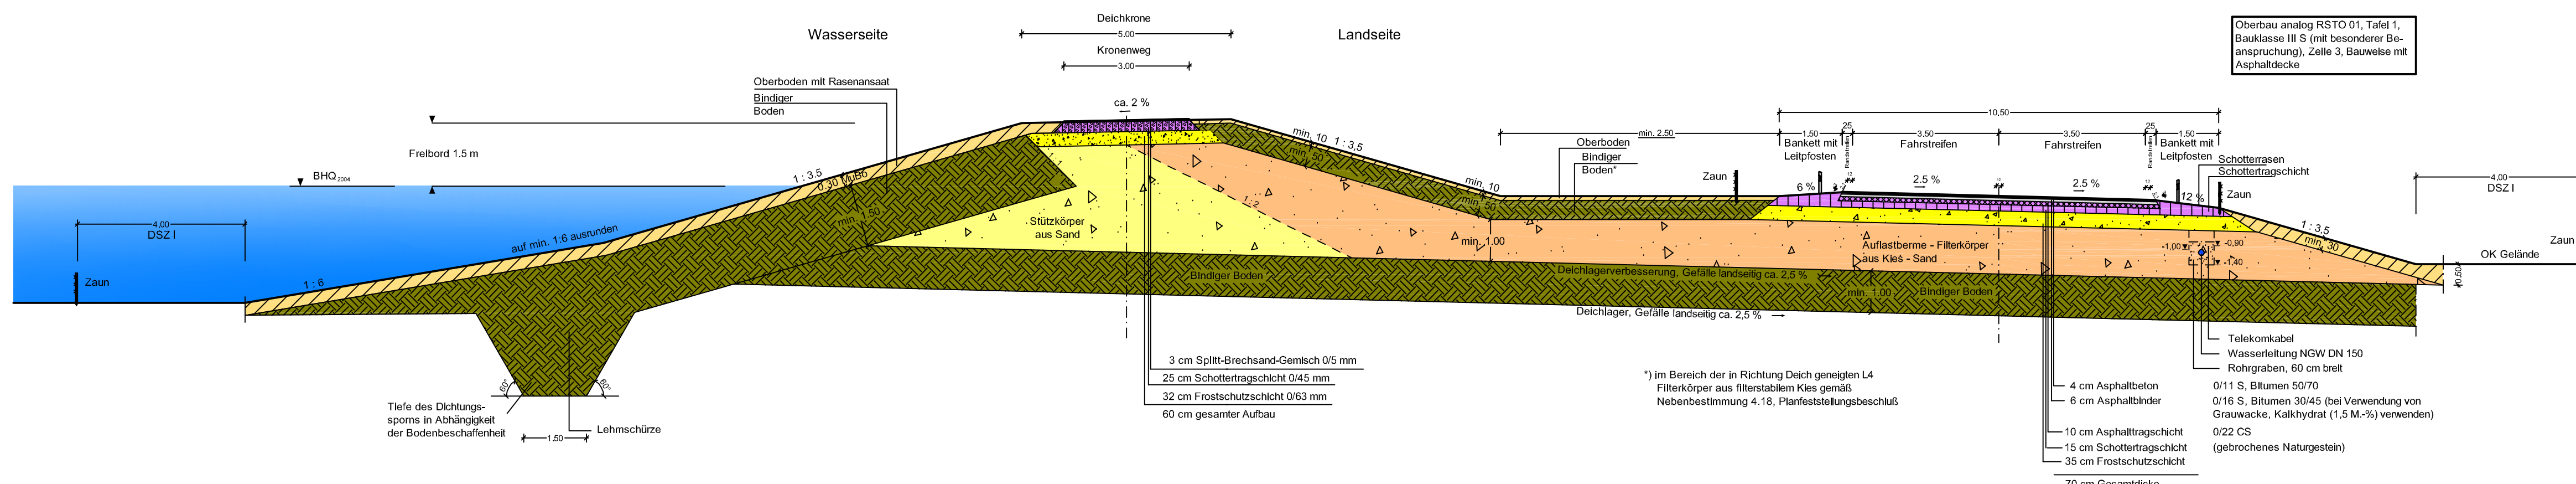 Deichkrone
5.00
Kronenweg
3.00
Wasserseite
Landseite
Oberbau analog RSTO 01, Tafel 1,
Bauklasse III S (mit besonderer Be-
anspruchung), Zeile 3, Bauweise mit
Asphaltdecke
Oberboden mit Rasenansaat
Bindiger
Boden
ca. 2 %
Freibord 1.5 m
BHQ 2004
4.00
DSZ I
Zaun
1 : 6
auf min. 1:6 ausrunden
1 : 3.5
0.30 MuBo
min. 1.50
1:1
Stützkörper
aus Sand
1:2
Bindiger Boden
min. 10
1 : 3,5
min. 50
min. 10
min. 50
min. 1.00
min. 2.50
Oberboden
Bindiger
Boden*
Zaun
10.50
1.50
25
3.50
3.50
25
1.50
Bankett mit
Leitpfosten
Randstreifen
Fahrstreifen
Fahrstreifen
Randstreifen
Bankett mit
Leitpfosten
Schotterrasen
Schottertragschicht
6 %
2.5 %
2.5 %
12 %
Zaun
Auflastberme - Filterkörper
aus Kies - Sand
-1,00
-0,90
-1,40
1 : 3,5
min. 30
4,00
DSZ I
Zaun
OK Gelände
0,50
Deichlagerverbesserung, Gefälle landseitig ca. 2,5 %
min. 1.00
Bindiger Boden
Deichlager, Gefälle landseitig ca. 2,5 %
60°
60°
Tiefe des Dichtungs-
sporns in Abhängigkeit
der Bodenbeschaffenheit
1.50
Lehmschürze
3 cm Splitt-Brechsand-Gemisch 0/5 mm
25 cm Schottertragschicht 0/45 mm
32 cm Frostschutzschicht 0/63 mm
60 cm gesamter Aufbau
*) im Bereich der in Richtung Deich geneigten L4
Filterkörper aus filterstabilem Kies gemäß
Nebenbestimmung 4.18, Planfeststellungsbeschluß
Telekomkabel
Wasserleitung NGW DN 150
Rohrgraben, 60 cm breit
4 cm Asphaltbeton 0/11 S, Bitumen 50/70
6 cm Asphaltbinder 0/16 S, Bitumen 30/45 (bei Verwendung von
Grauwacke, Kalkhydrat (1,5 M.-%) verwenden)
10 cm Asphalttragschicht 0/22 CS
15 cm Schottertragschicht (gebrochenes Naturgestein)
35 cm Frostschutzschicht
70 cm Gesamtdicke